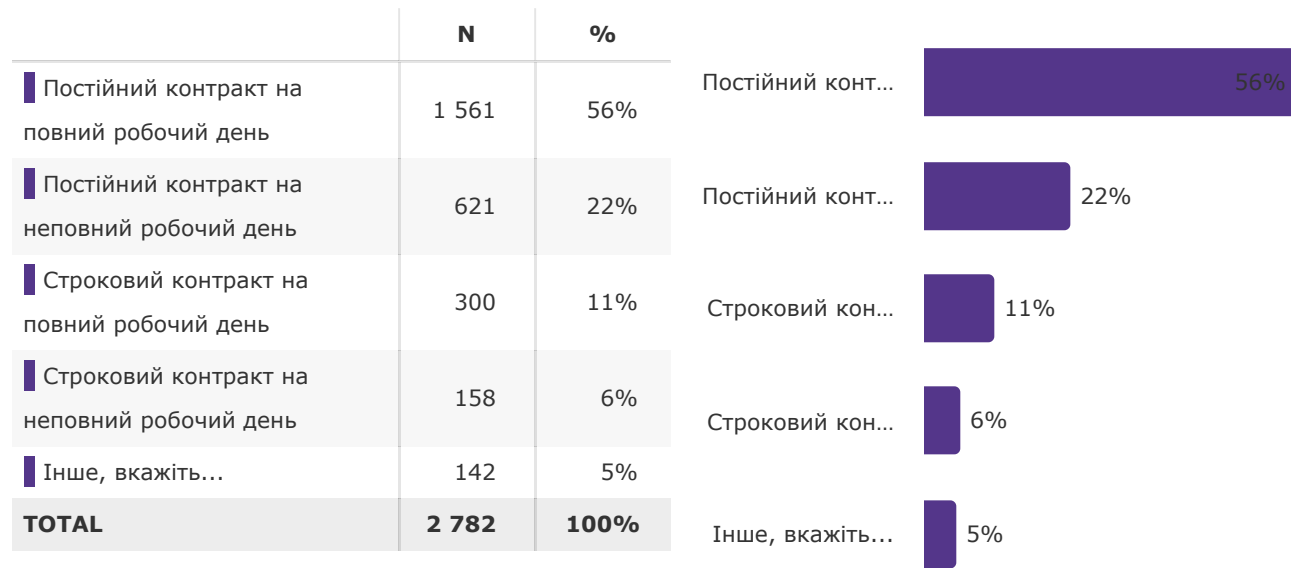 N %
Постійний контракт на
повний робочий день
1 561 56%
Постійний контракт на
неповний робочий день
621 22%
Строковий контракт на
повний робочий день
300 11%
Строковий контракт на
неповний робочий день
158 6%
Інше, вкажіть... 142 5%
TOTAL 2 782 100%
Постійний конт... 56%
Постійний конт... 22%
Строковий кон... 11%
Строковий кон... 6%
Інше, вкажіть... 5%